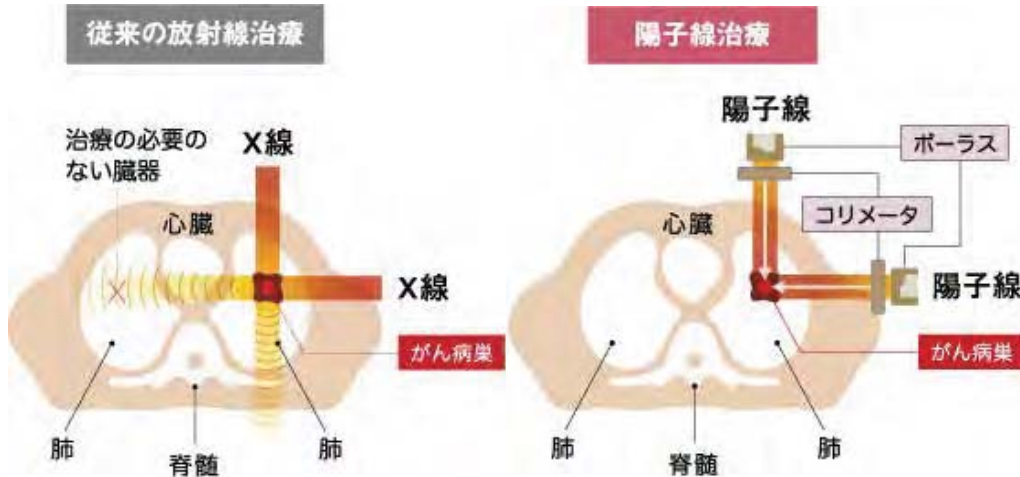 従来の放射線治療
治療の必要の
ない臓器
X線
心臓
X線
がん病巣
肺
脊髄
肺
陽子線治療
陽子線
ボーラス
コリメータ
心臓
陽子線
がん病巣
肺
脊髄
肺